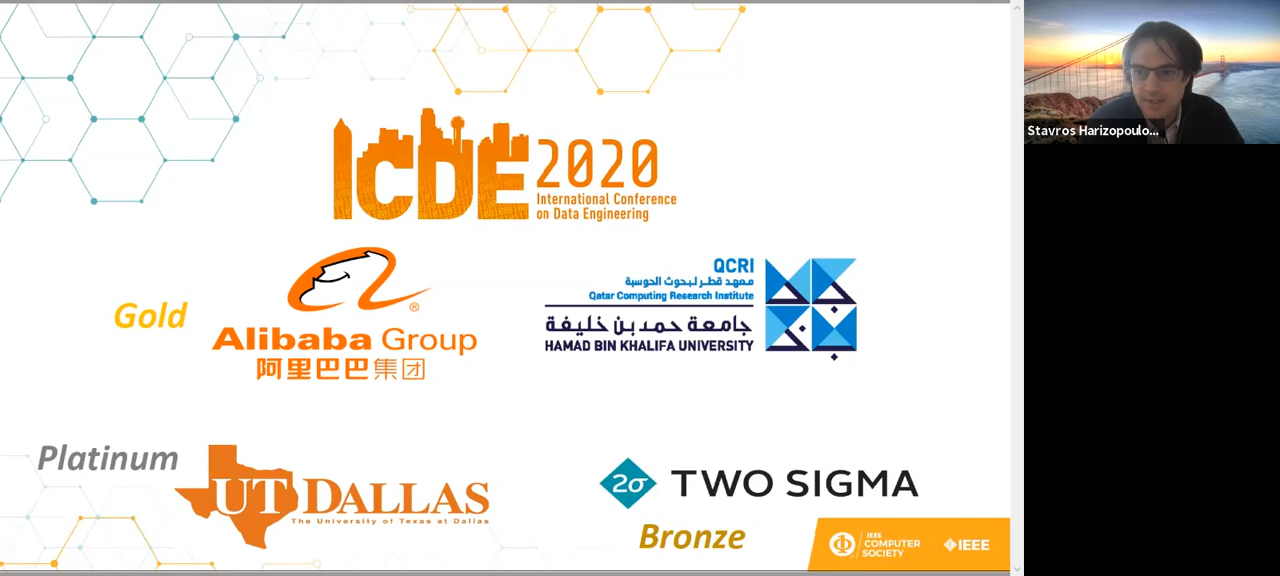 ICDE 2020
International Conference
on Data Engineering
Gold
Alibaba Group
阿里巴巴集团
®
QCRI
معهد قطر لبحوث الحوسبة
Qatar Computing Research Institute
جامعة حمد بن خليفة
HAMAD BIN KHALIFA UNIVERSITY
Platinum
UT DALLAS
The University of Texas at Dallas
2σ TWO SIGMA
Bronze
IEEE
COMPUTER
SOCIETY
IEEE
Stavros Harizopoulo...